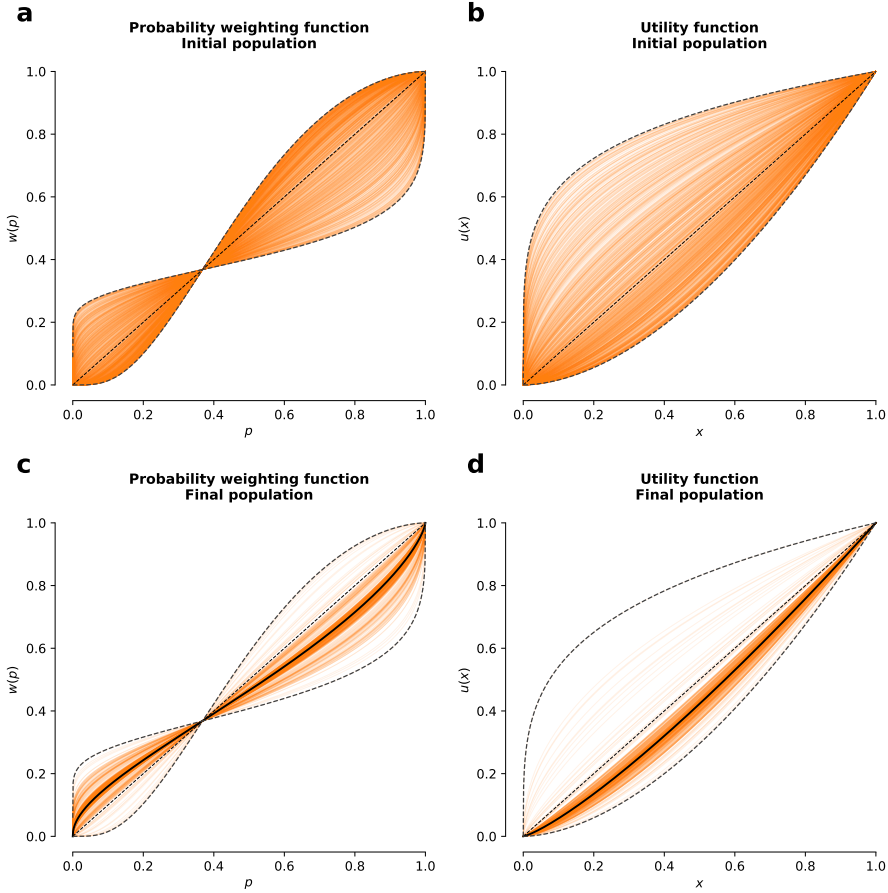 a
Probability weighting function
Initial population
1.0
0.8
0.6
0.4
0.2
0.0
w(p)
0.0 0.2 0.4 0.6 0.8 1.0
p
b
Utility function
Initial population
1.0
0.8
0.6
0.4
0.2
0.0
u(x)
0.0 0.2 0.4 0.6 0.8 1.0
x
c
Probability weighting function
Final population
1.0
0.8
0.6
0.4
0.2
0.0
w(p)
0.0 0.2 0.4 0.6 0.8 1.0
p
d
Utility function
Final population
1.0
0.8
0.6
0.4
0.2
0.0
u(x)
0.0 0.2 0.4 0.6 0.8 1.0
x